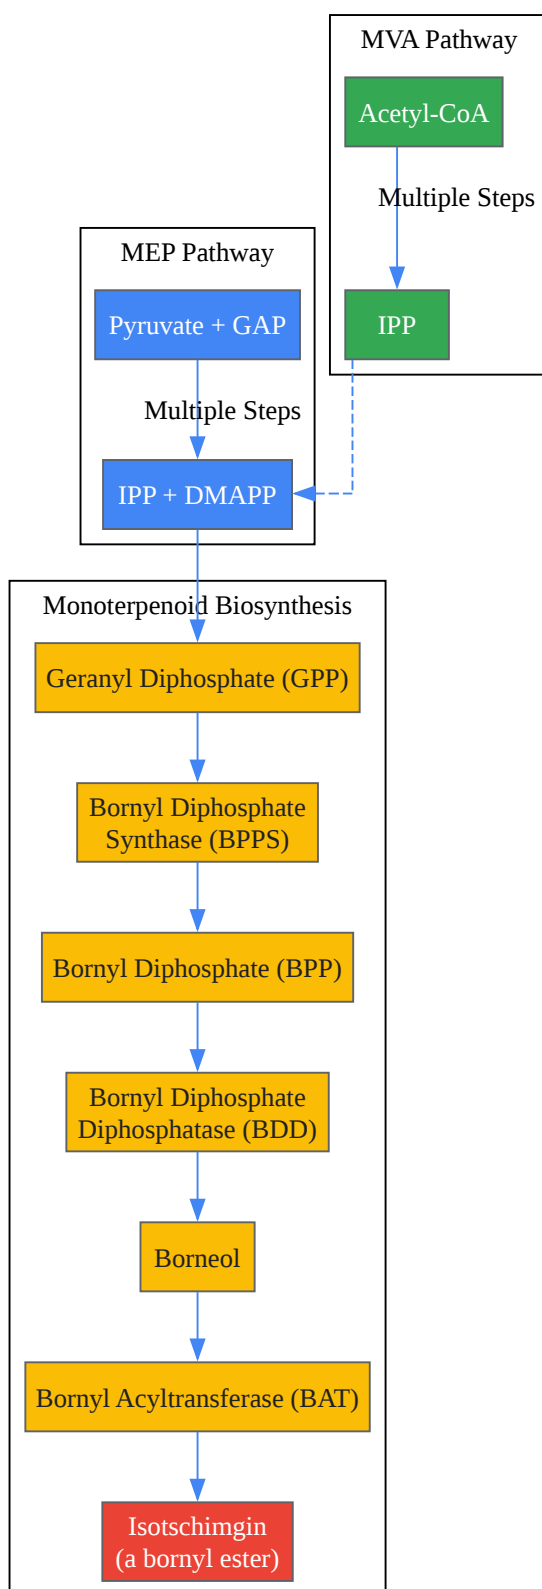 MVA Pathway
Acetyl-CoA
Multiple Steps
IPP
MEP Pathway
Pyruvate + GAP
Multiple Steps
IPP + DMAPP
Monoterpenoid Biosynthesis
Geranyl Diphosphate (GPP)
Bornyl Diphosphate
Synthase (BPPS)
Bornyl Diphosphate (BPP)
Bornyl Diphosphate
Diphosphatase (BDD)
Borneol
Bornyl Acyltransferase (BAT)
Isotschimgin
(a bornyl ester)